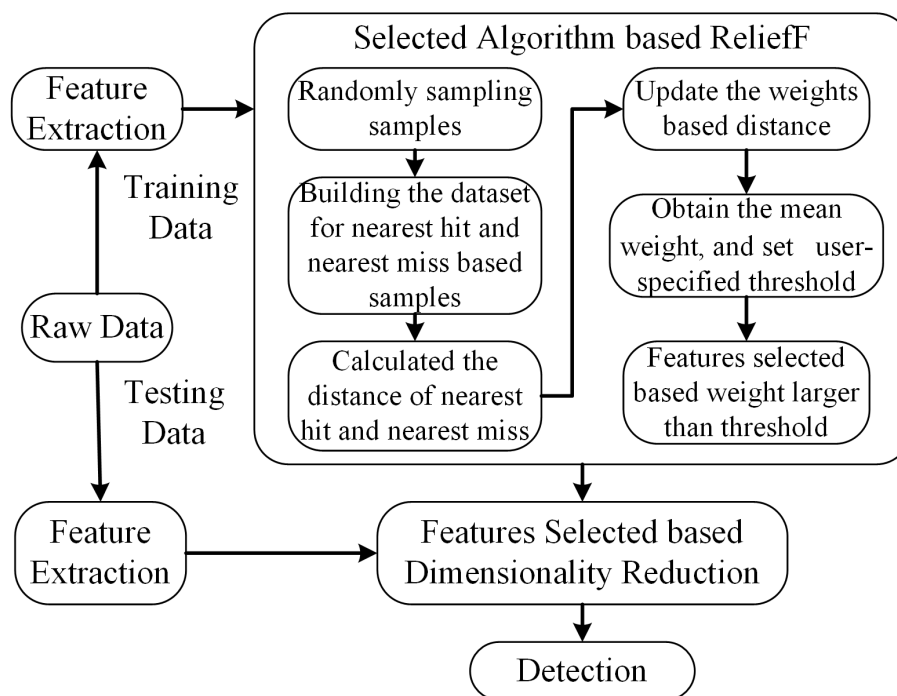 Selected Algorithm based ReliefF
Feature
Extraction
Training
Data
Raw Data
Testing
Data
Feature
Extraction
Randomly sampling
samples
Building the dataset
for nearest hit and
nearest miss based
samples
Calculated the
distance of nearest
hit and nearest miss
Update the weights
based distance
Obtain the mean
weight, and set user-
specified threshold
Features selected
based weight larger
than threshold
Features Selected based
Dimensionality Reduction
Detection